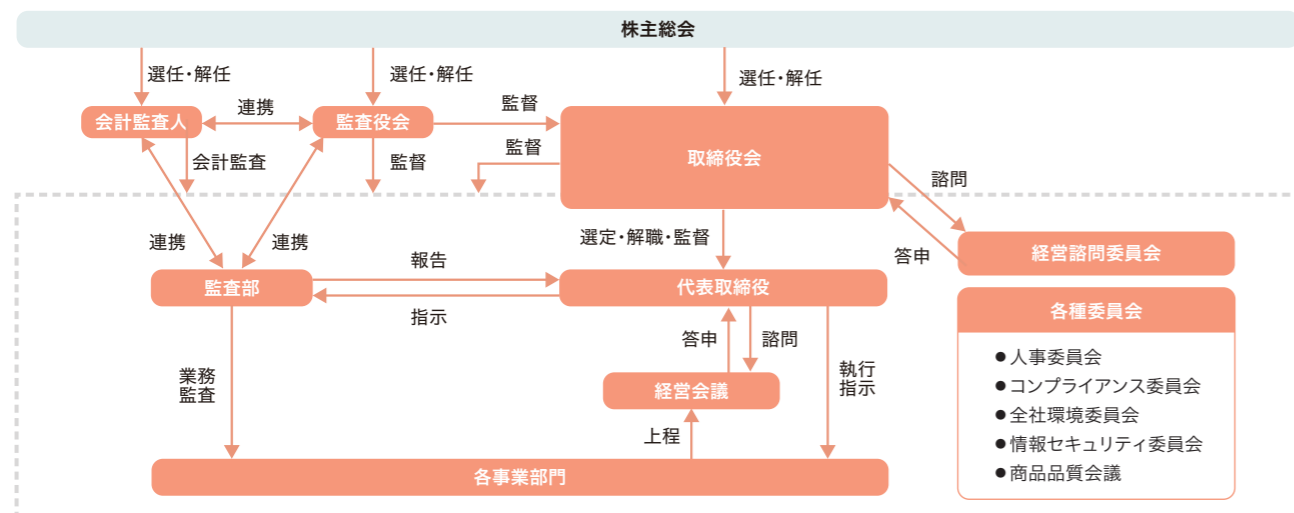 株主総会
選任・解任
選任・解任
選任・解任
会計監査人
連携
監査役会
監督
取締役会
会計監査
監督
監督
諮問
連携
連携
選定・解職・監督
答申
経営諮問委員会
監査部
報告
指示
代表取締役
各種委員会
●人事委員会
●コンプライアンス委員会
●全社環境委員会
●情報セキュリティ委員会
●商品品質会議
業務
監査
答申
諮問
執行
指示
経営会議
上程
各事業部門